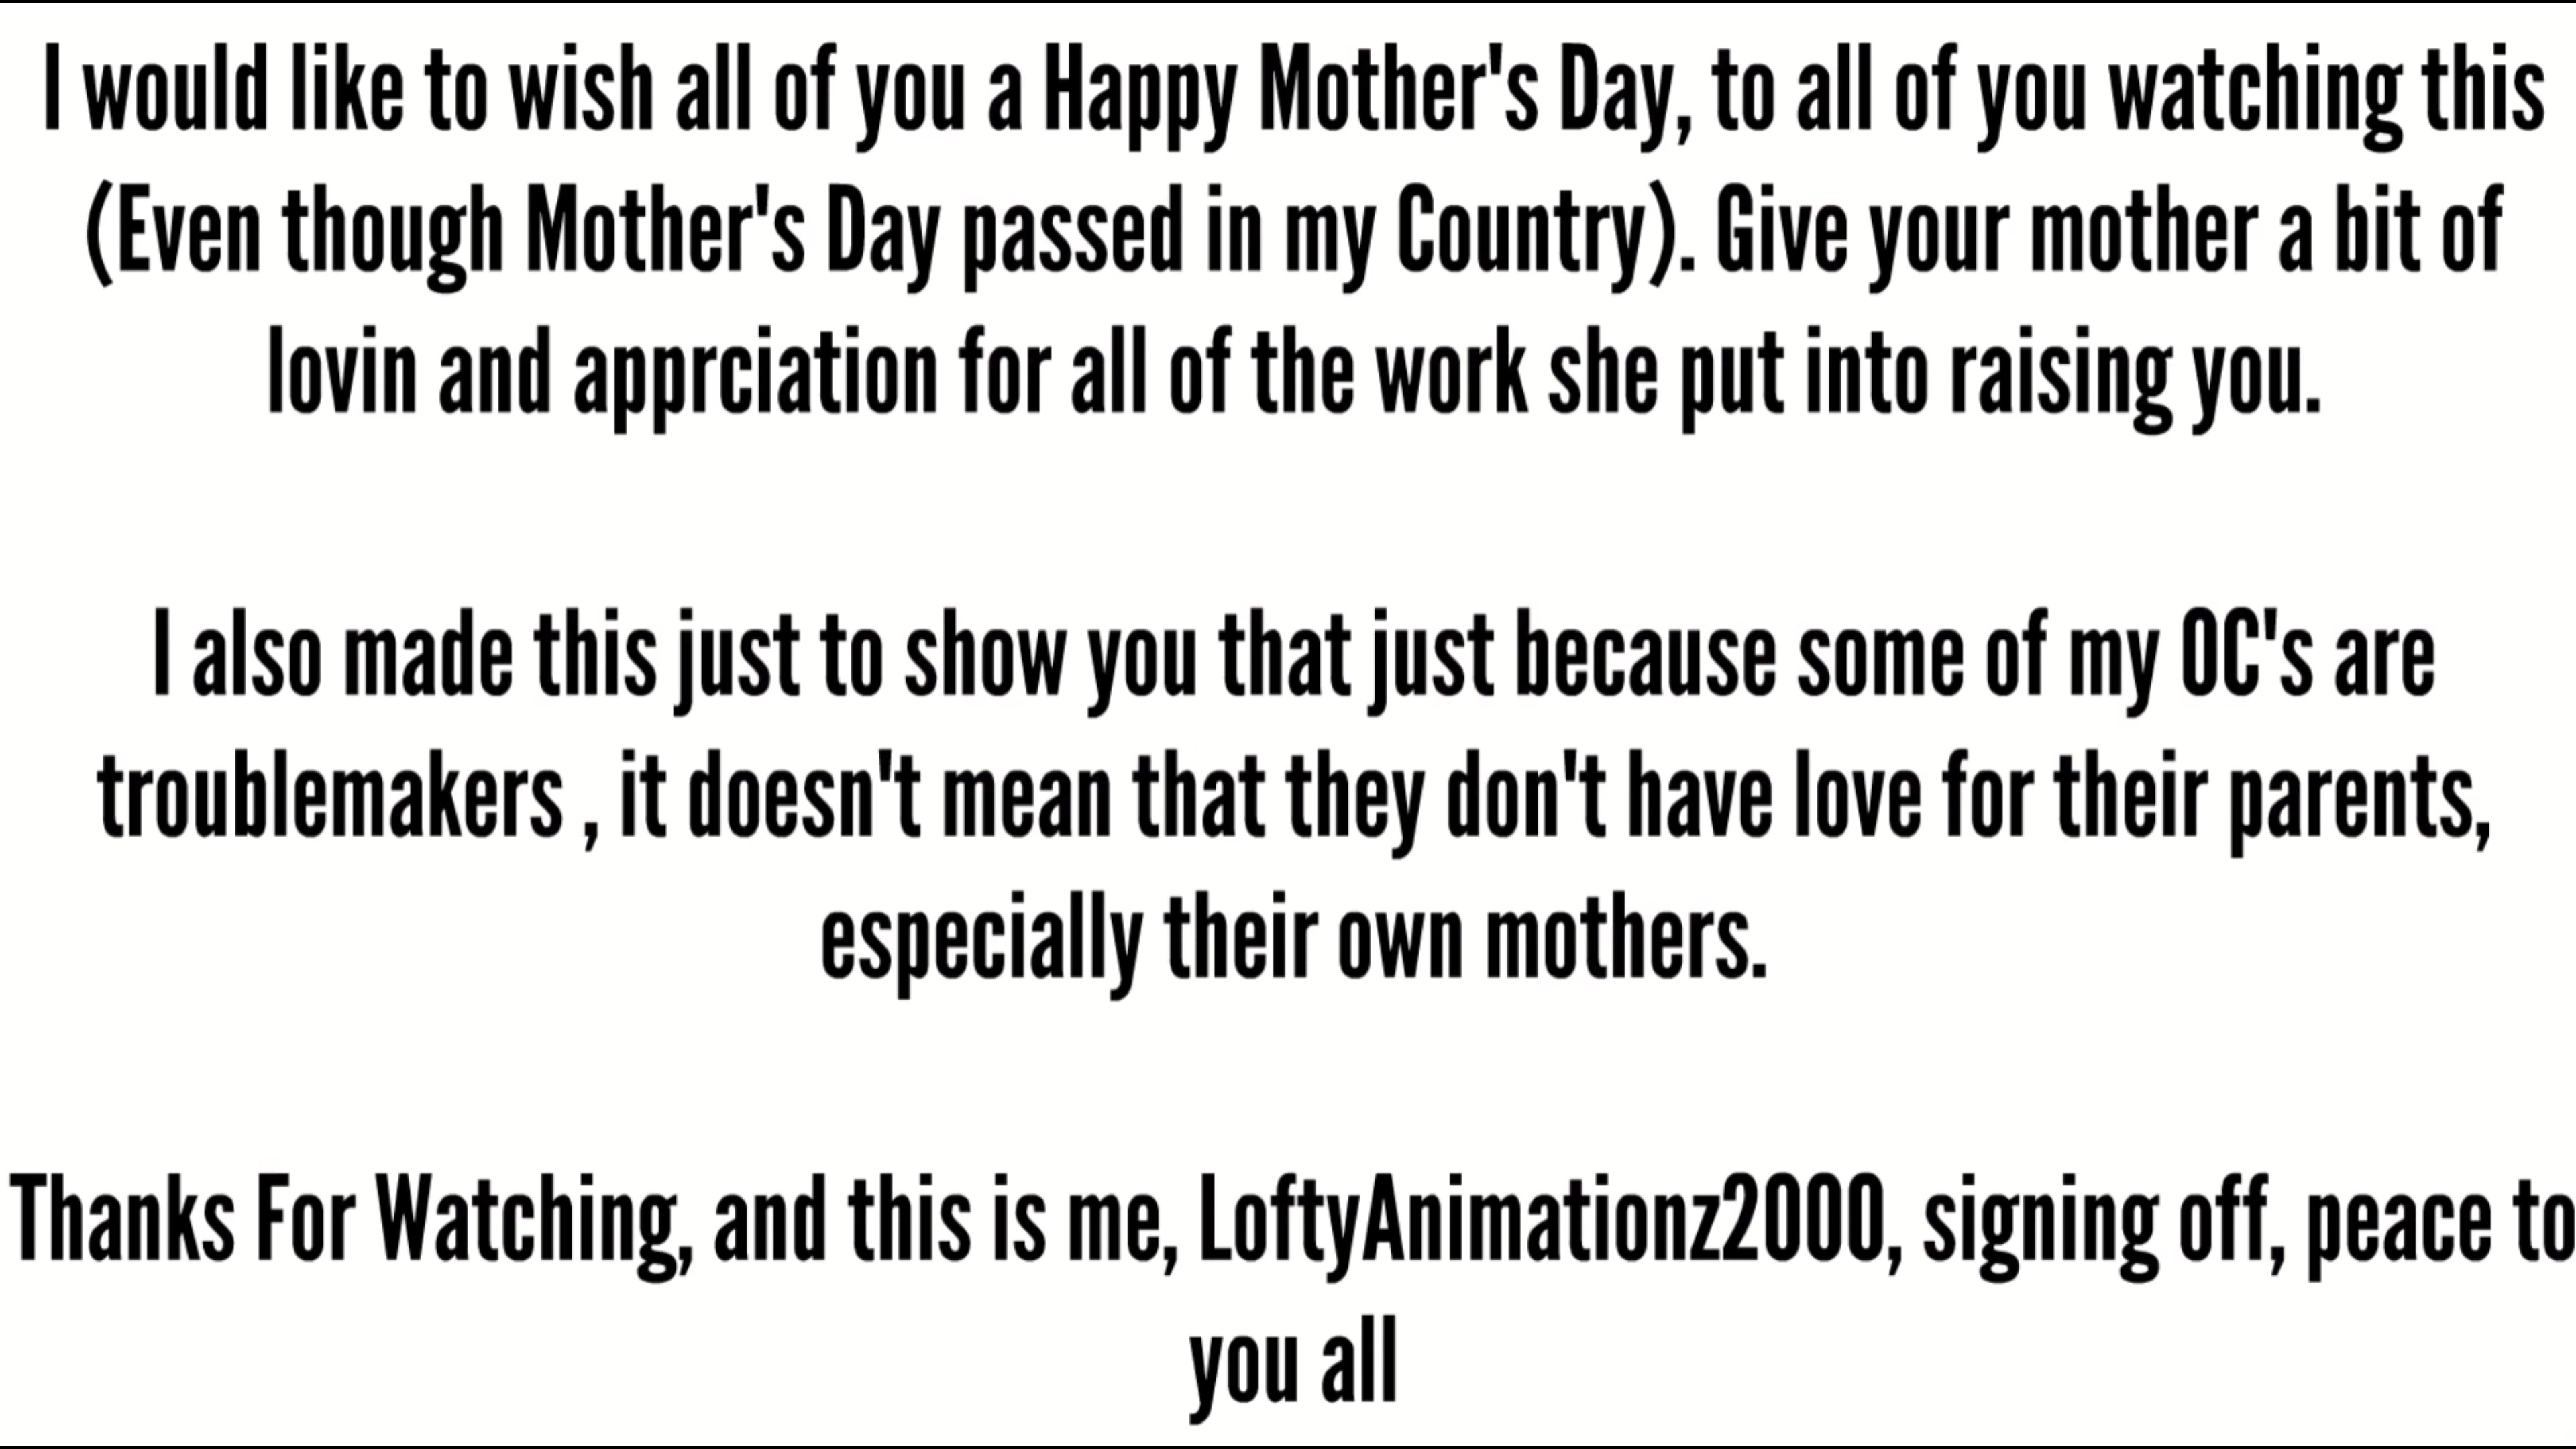 I would like to wish all of you a Happy Mother's Day, to all of you watching this
(Even though Mother's Day passed in my Country). Give your mother a bit of
lovin and apprciation for all of the work she put into raising you.
I also made this just to show you that just because some of my OC's are
troublemakers , it doesn't mean that they don't have love for their parents,
especially their own mothers.
Thanks For Watching, and this is me, LoftyAnimationz2000, signing off, peace to
you all